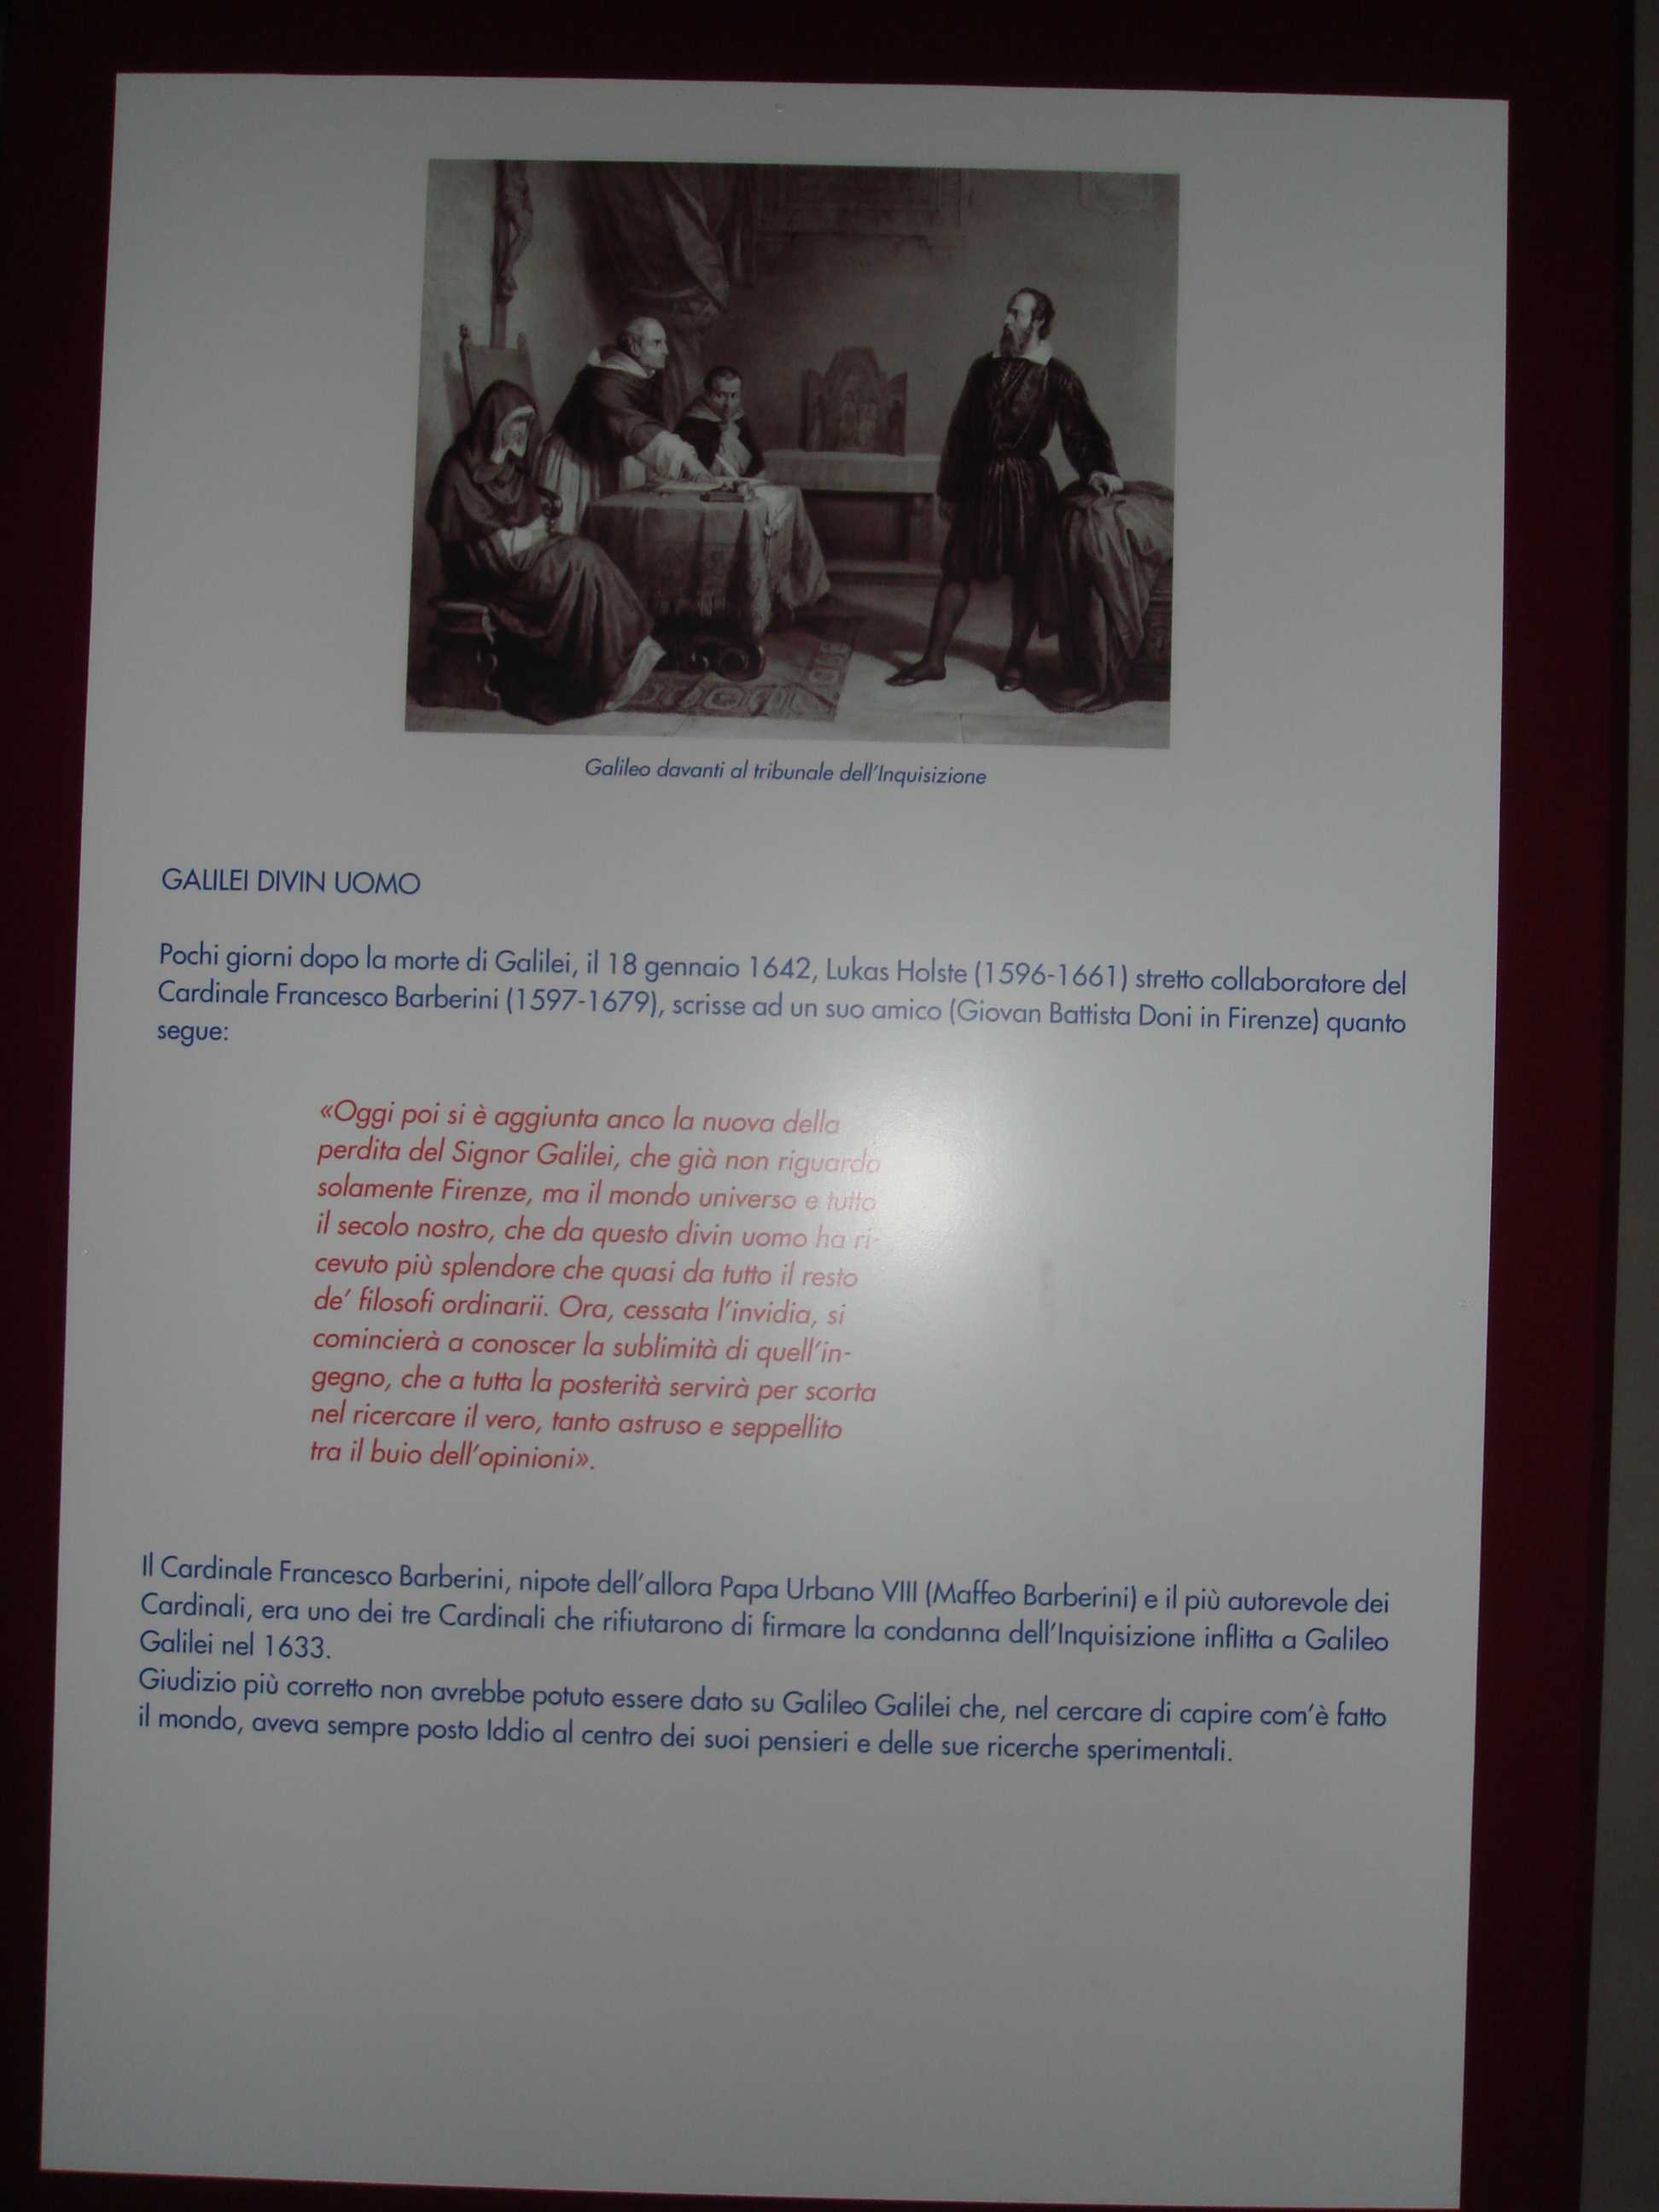 Galileo davanti al tribunale dell'Inquisizione
GALILEI DIVIN UOMO
Pochi giorni dopo la morte di Galilei, il 18 gennaio 1642, Lukas Holste (1596-1661) stretto collaboratore del
Cardinale Francesco Barberini (1597-1679), scrisse ad un suo amico (Giovan Battista Doni in Firenze) quanto
segue:
«Oggi poi si è aggiunta anco la nuova della
perdita del Signor Galilei, che già non riguarda
solamente Firenze, ma il mondo universo e tutto
il secolo nostro, che da questo divin uomo ha ri-
cevuto più splendore che quasi da tutto il resto
de' filosofi ordinarii. Ora, cessata l'invidia, si
comincierà a conoscer la sublimità di quell'in-
gegno, che a tutta la posterità servirà per scorta
nel ricercare il vero, tanto astruso e seppellito
tra il buio dell'opinioni».
Il Cardinale Francesco Barberini, nipote dell'allora Papa Urbano VIII (Maffeo Barberini) e il più autorevole dei
Cardinali, era uno dei tre Cardinali che rifiutarono di firmare la condanna dell'Inquisizione inflitta a Galileo
Galilei nel 1633.
Giudizio più corretto non avrebbe potuto essere dato su Galileo Galilei che, nel cercare di capire com'è fatto
il mondo, aveva sempre posto Iddio al centro dei suoi pensieri e delle sue ricerche sperimentali.